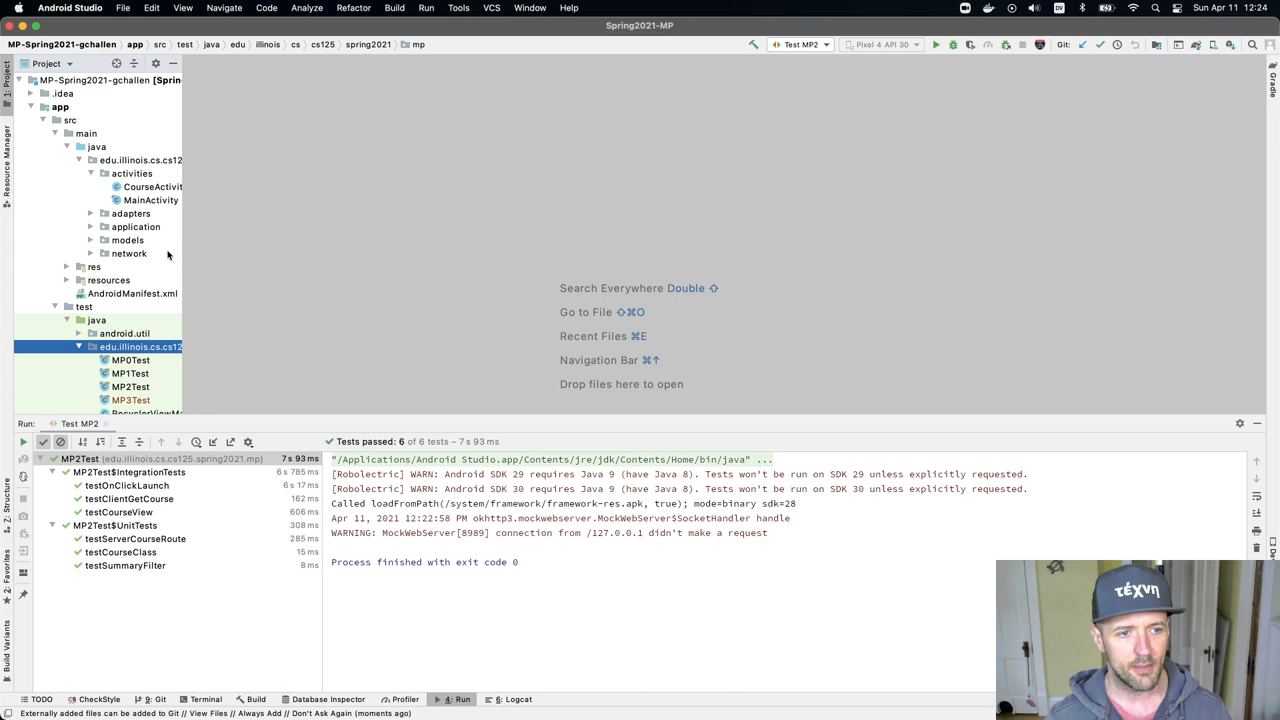 Android Studio File Edit View Navigate Code Analyze Refactor Build Run Tools VCS Window Help DV Sun Apr 11 12:24
Spring2021-MP
MP-Spring2021-gchallen app src test java edu illinois cs cs125 spring2021 mp Test MP2 Pixel 4 API 30 Git:
1: Project
Resource Manager
Z: Structure
2: Favorites
Build Variants
Project
MP-Spring2021-gchallen [Sprin
.idea
app
src
main
java
edu.illinois.cs.cs125
activities
CourseActivit
MainActivity
adapters
application
models
network
res
resources
AndroidManifest.xml
test
java
android.util
edu.illinois.cs.cs12
MP0Test
MP1Test
MP2Test
MP3Test
Search Everywhere Double ⇧
Go to File ⇧⌘O
Recent Files ⌘E
Navigation Bar ⌘↑
Drop files here to open
Gradle
Run: Test MP2
Tests passed: 6 of 6 tests – 7 s 93 ms
MP2Test (edu.illinois.cs.cs125.spring2021.mp) 7 s 93 ms
MP2Test$IntegrationTests 6 s 785 ms
testOnClickLaunch 6 s 17 ms
testClientGetCourse 162 ms
testCourseView 606 ms
MP2Test$UnitTests 308 ms
testServerCourseRoute 285 ms
testCourseClass 15 ms
testSummaryFilter 8 ms
"/Applications/Android Studio.app/Contents/jre/jdk/Contents/Home/bin/java" ...
[Robolectric] WARN: Android SDK 29 requires Java 9 (have Java 8). Tests won't be run on SDK 29 unless explicitly requested.
[Robolectric] WARN: Android SDK 30 requires Java 9 (have Java 8). Tests won't be run on SDK 30 unless explicitly requested.
Called loadFromPath(/system/framework/framework-res.apk, true); mode=binary sdk=28
Apr 11, 2021 12:22:58 PM okhttp3.mockwebserver.MockWebServer$SocketHandler handle
WARNING: MockWebServer[8989] connection from /127.0.0.1 didn't make a request
Process finished with exit code 0
τέχνη
TODO CheckStyle 9: Git Terminal Build Database Inspector Profiler 4: Run 6: Logcat
Externally added files can be added to Git // View Files // Always Add // Don't Ask Again (moments ago)